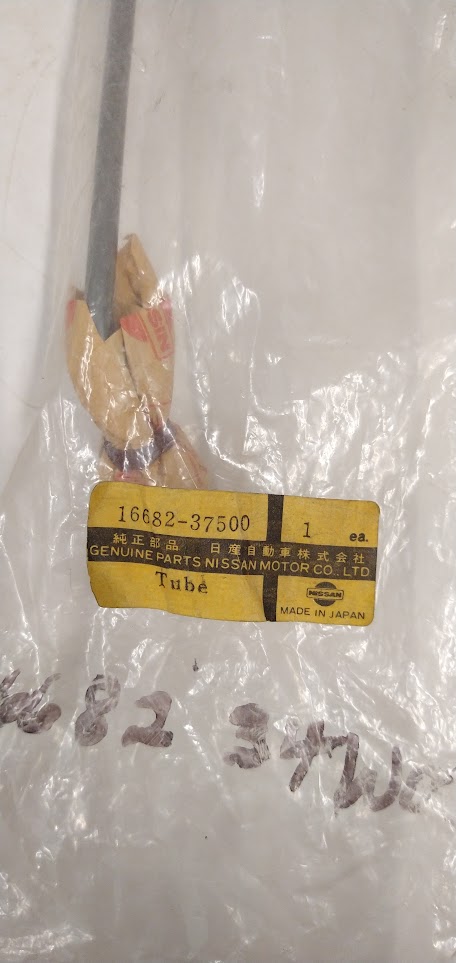 16682-37500 1 ea.
純正部品 日産自動車株式会社
GENUINE PARTS NISSAN MOTOR CO., LTD
Tube NISSAN
MADE IN JAPAN
682